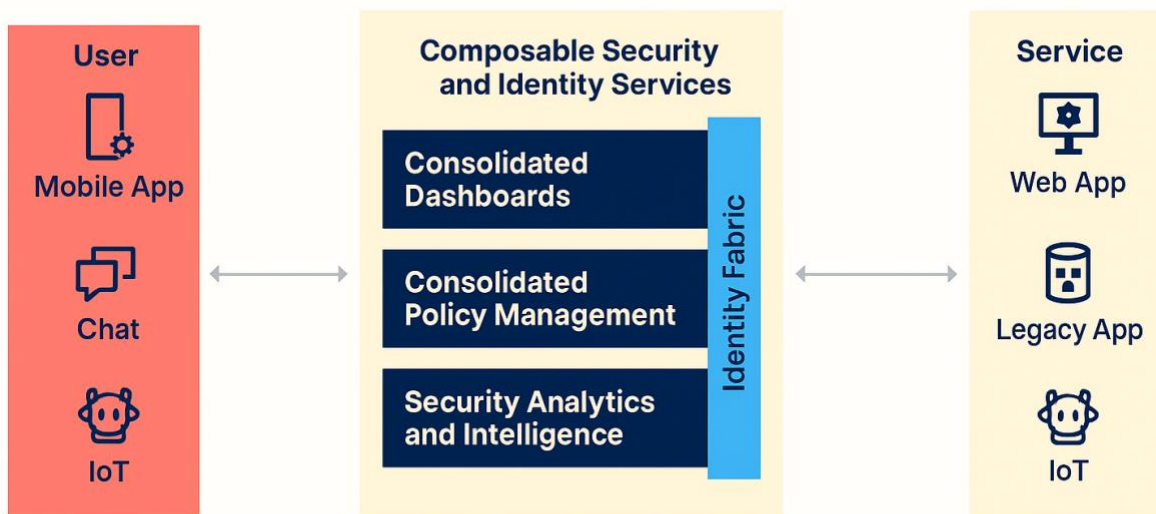 User
Mobile App
Chat
IoT
Composable Security
and Identity Services
Consolidated
Dashboards
Consolidated
Policy Management
Security Analytics
and Intelligence
Identity Fabric
Service
Web App
Legacy App
IoT